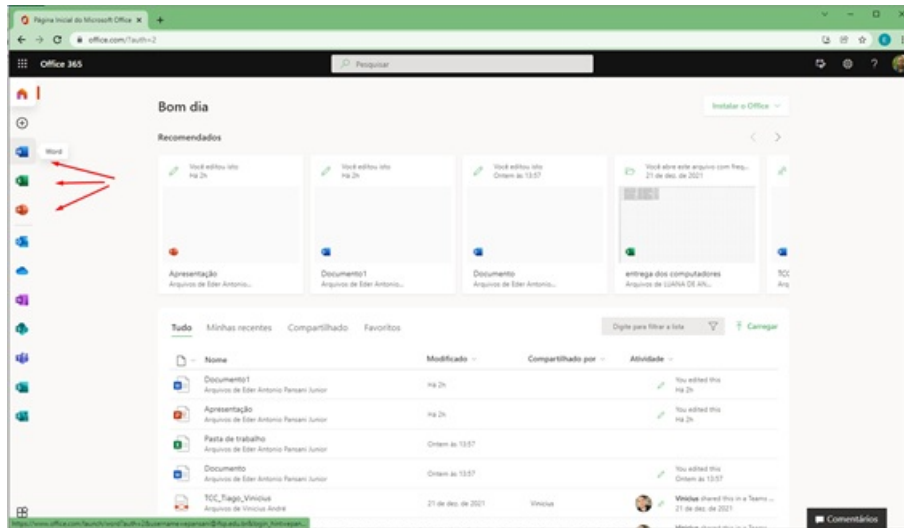 Página Inicial do Microsoft Office
office.com/?auth=2
Office 365
Pesquisar
Bom dia
Instalar o Office
Recomendados
Word
Você editou isto
Há 2h
Você editou isto
Há 2h
Você editou isto
Ontem às 13:57
Você abre este arquivo com freq...
21 de dez. de 2021
Apresentação
Arquivos de Eder Antonio...
Documento1
Arquivos de Eder Antonio...
Documento
Arquivos de Eder Antonio...
entrega dos computadores
Arquivos de LUANA DE AN...
TCC
Arq
Tudo
Minhas recentes
Compartilhado
Favoritos
Digite para filtrar a lista
Carregar
Nome
Modificado
Compartilhado por
Atividade
Documento1
Arquivos de Eder Antonio Pansani Junior
Há 2h
You edited this
Há 2h
Apresentação
Arquivos de Eder Antonio Pansani Junior
Há 2h
You edited this
Há 2h
Pasta de trabalho
Arquivos de Eder Antonio Pansani Junior
Ontem às 13:57
Documento
Arquivos de Eder Antonio Pansani Junior
Ontem às 13:57
You edited this
Ontem às 13:57
TCC_Tiago_Vinicius
Arquivos de Vinicius André
21 de dez. de 2021
Vinicius
Vinicius shared this in a Teams ...
21 de dez. de 2021
Comentários